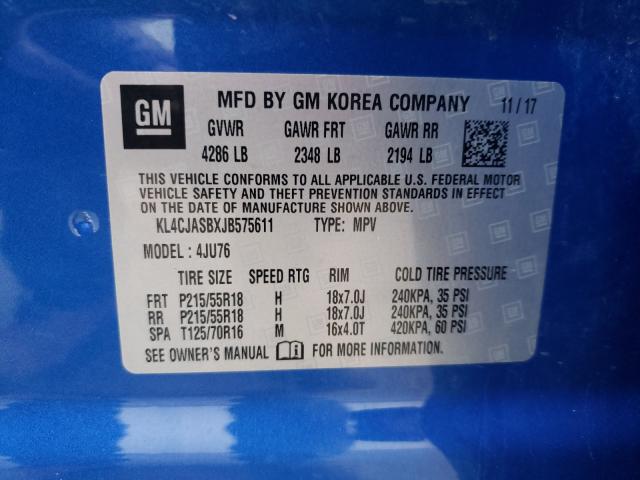 GM MFD BY GM KOREA COMPANY 11/17
GVWR GAWR FRT GAWR RR
4286 LB 2348 LB 2194 LB
THIS VEHICLE CONFORMS TO ALL APPLICABLE U.S. FEDERAL MOTOR
VEHICLE SAFETY AND THEFT PREVENTION STANDARDS IN EFFECT
ON THE DATE OF MANUFACTURE SHOWN ABOVE.
KL4CJASBXJB575611 TYPE: MPV
MODEL: 4JU76
TIRE SIZE SPEED RTG RIM COLD TIRE PRESSURE
FRT P215/55R18 H 18x7.0J 240KPA, 35 PSI
RR P215/55R18 H 18x7.0J 240KPA, 35 PSI
SPA T125/70R16 M 16x4.0T 420KPA, 60 PSI
SEE OWNER'S MANUAL FOR MORE INFORMATION.